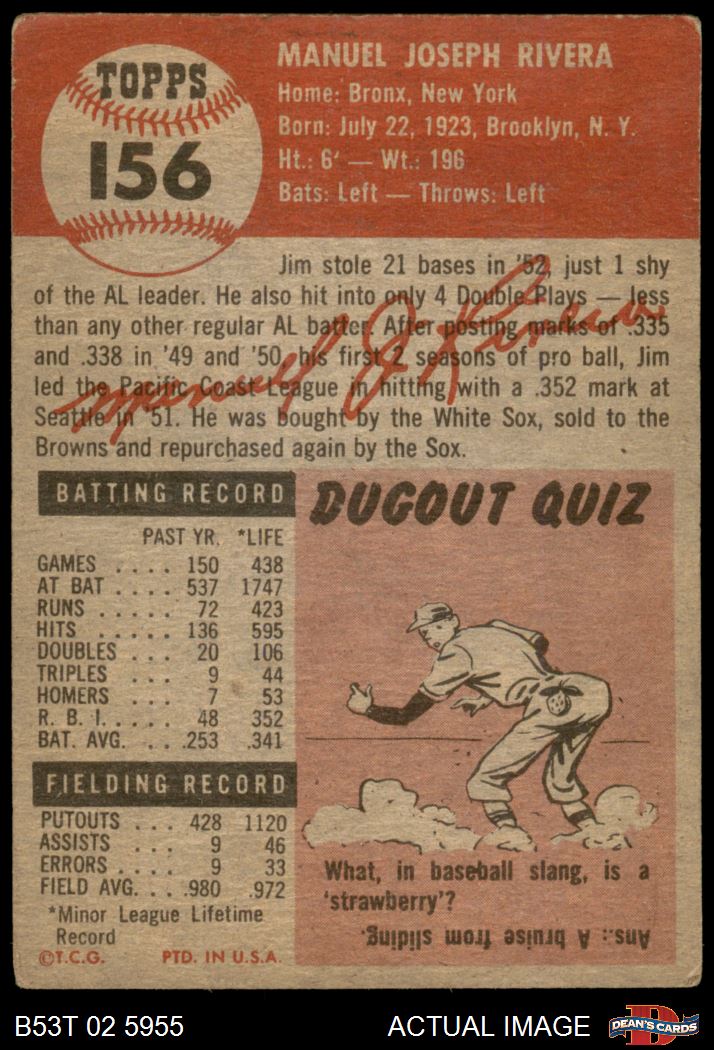 TOPPS
156
MANUEL JOSEPH RIVERA
Home: Bronx, New York
Born: July 22, 1923, Brooklyn, N. Y.
Ht.: 6' — Wt.: 196
Bats: Left — Throws: Left
Jim stole 21 bases in '52, just 1 shy
of the AL leader. He also hit into only 4 Double Plays — less
than any other regular AL batter. After posting marks of .335
and .338 in '49 and '50, his first 2 seasons of pro ball, Jim
led the Pacific Coast League in hitting with a .352 mark at
Seattle in '51. He was bought by the White Sox, sold to the
Browns and repurchased again by the Sox.
Manuel J. Rivera
BATTING RECORD
PAST YR. *LIFE
GAMES .... 150 438
AT BAT .... 537 1747
RUNS ..... 72 423
HITS ..... 136 595
DOUBLES ... 20 106
TRIPLES ... 9 44
HOMERS ... 7 53
R. B. I. .... 48 352
BAT. AVG. ... .253 .341
FIELDING RECORD
PUTOUTS ... 428 1120
ASSISTS ... 9 46
ERRORS .... 9 33
FIELD AVG. ... .980 .972
*Minor League Lifetime
Record
©T.C.G. PTD. IN U.S.A.
DUGOUT QUIZ
What, in baseball slang, is a
'strawberry'?
Ans.: A bruise from sliding.
B53T 02 5955 ACTUAL IMAGE
DEAN'S CARDS